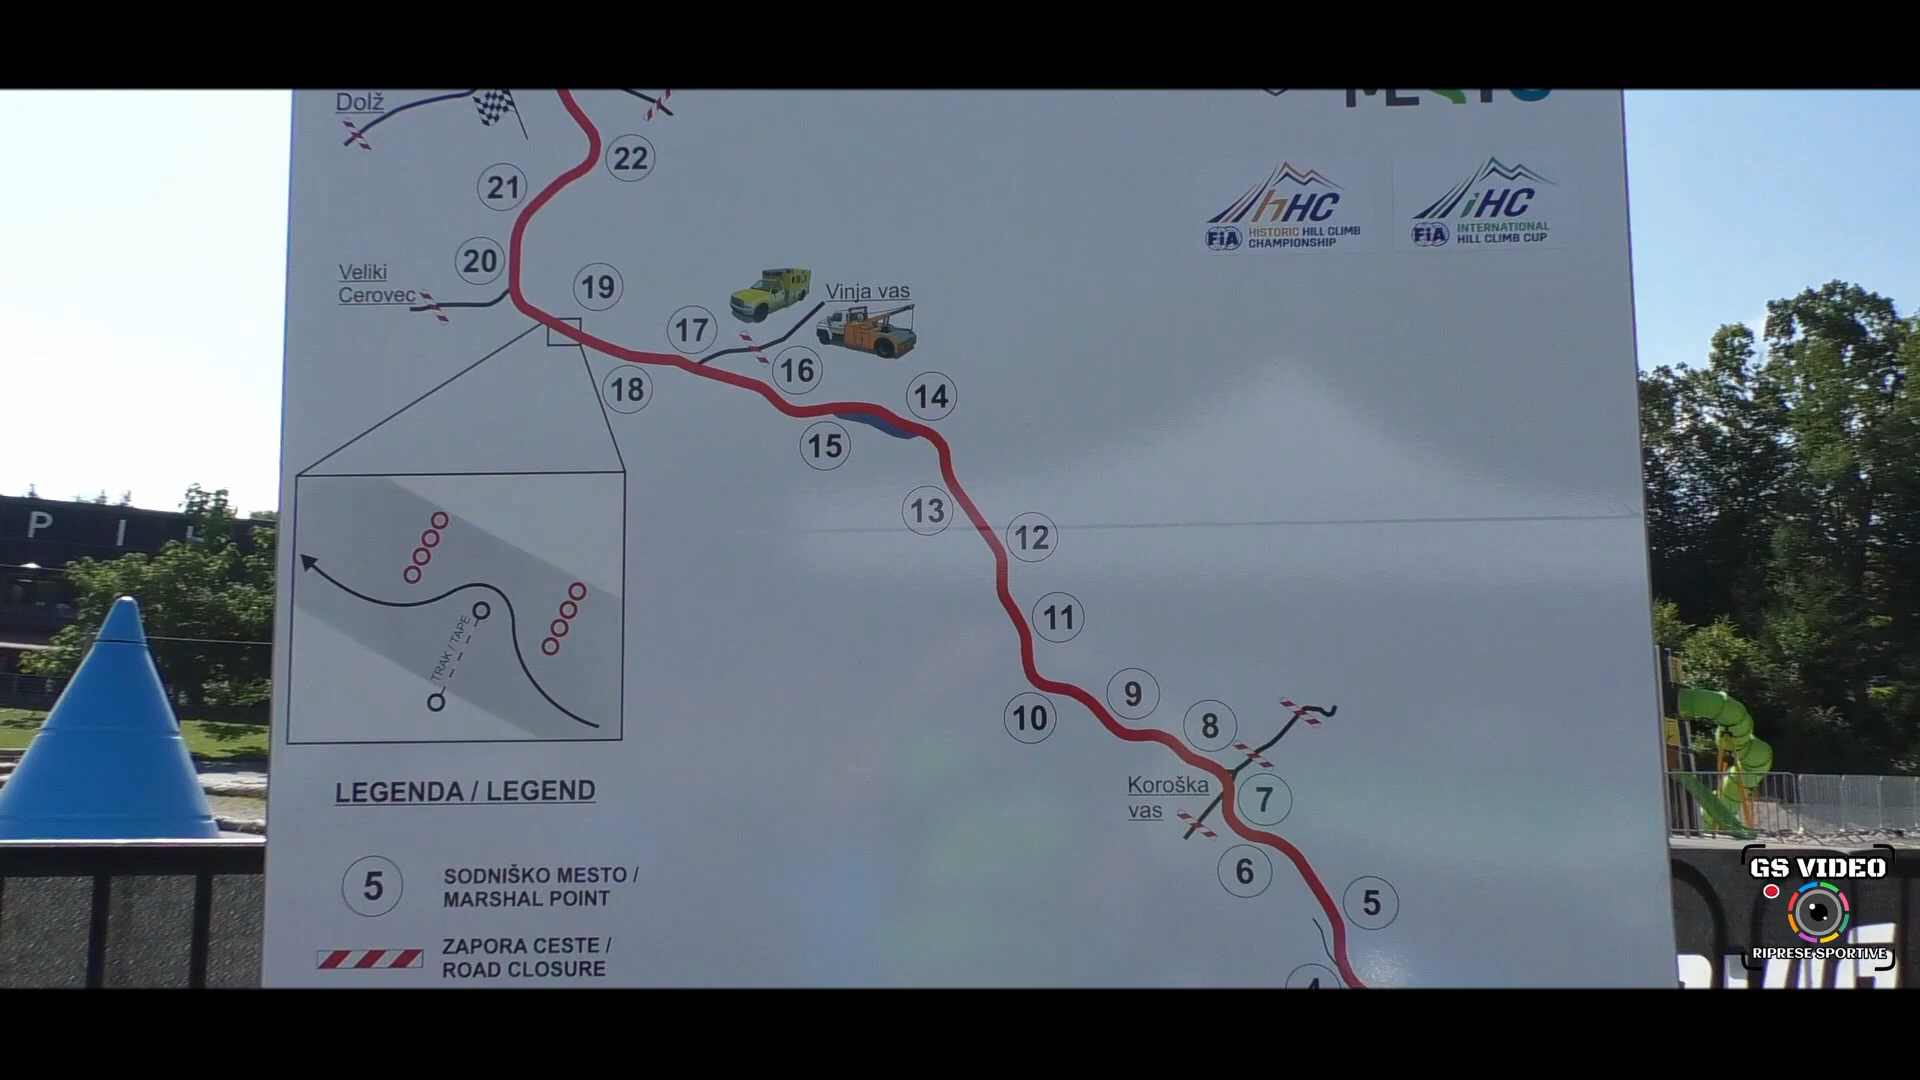 Dolž
22
21
20
19
Veliki
Cerovec
Vinja vas
17
16
18
14
15
13
12
11
10
9
8
7
Koroška
vas
6
5
4
HHC
FIA HISTORIC HILL CLIMB
CHAMPIONSHIP
iHC
FIA INTERNATIONAL
HILL CLIMB CUP
TRAK / TAPE
LEGENDA / LEGEND
5
SODNIŠKO MESTO /
MARSHAL POINT
ZAPORA CESTE /
ROAD CLOSURE
GS VIDEO
RIPRESE SPORTIVE